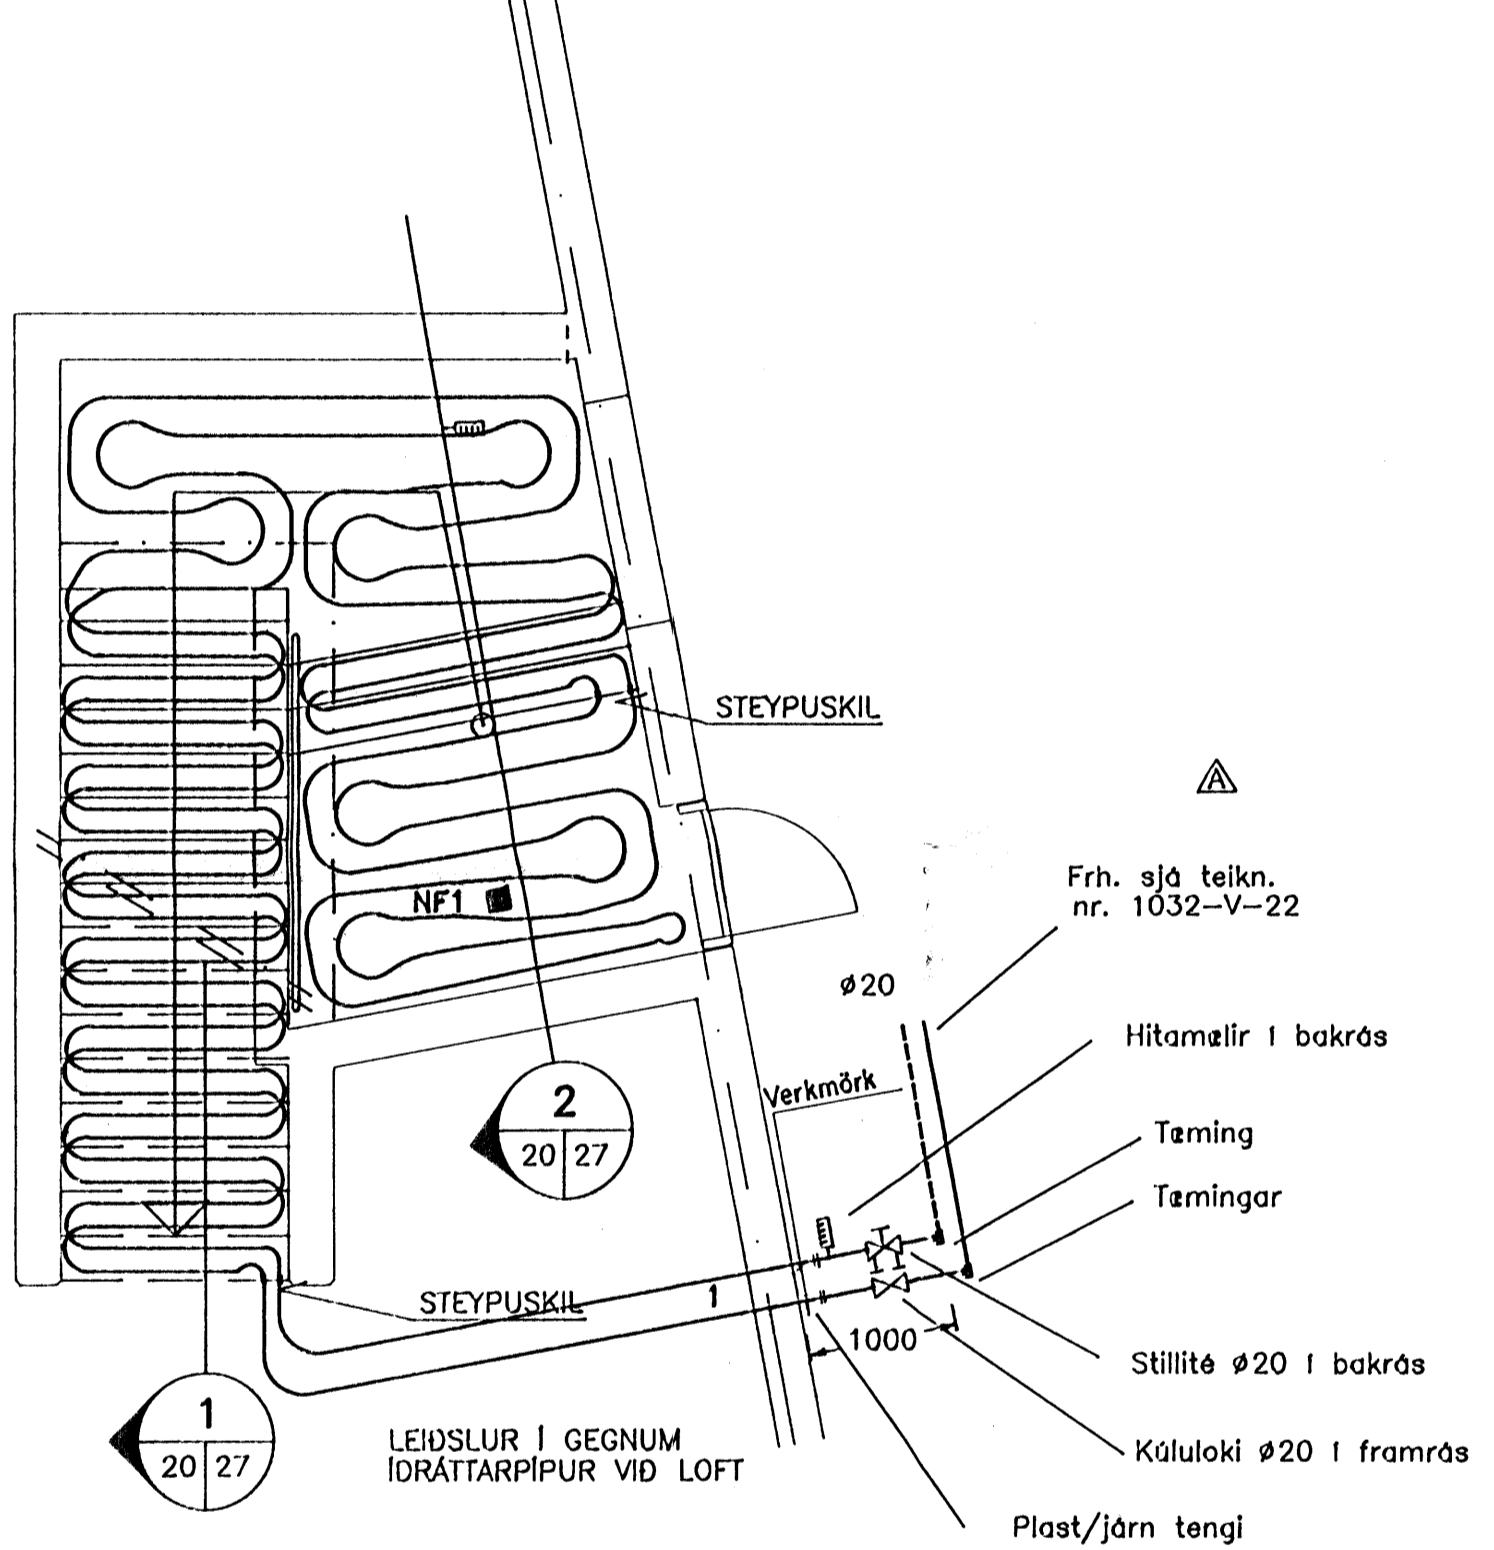 STEYPUSKIL
A
Frh. sjá teikn.
nr. 1032-V-22
NF1
ø20
Hitamælir í bakrás
Verkmörk
2
20 27
Tæming
Tæmingar
STEYPUSKIL
1
1000
Stillité ø20 í bakrás
1
20 27
LEIÐSLUR Í GEGNUM
ÍDRÁTTARPÍPUR VIÐ LOFT
Kúluloki ø20 í framrás
Plast/járn tengi